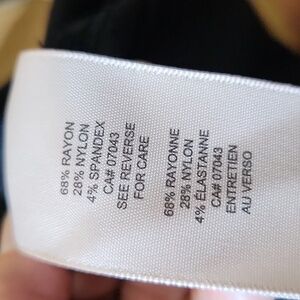 68% RAYON
28% NYLON
4% SPANDEX
CA# 07043
SEE REVERSE
FOR CARE
68% RAYONNE
28% NYLON
4% ÉLASTANNE
CA# 07043
ENTRETIEN
AU VERSO